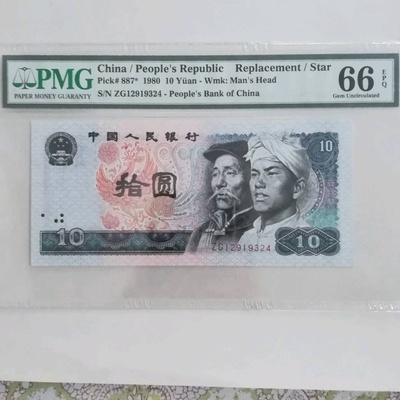 PMG
PAPER MONEY GUARANTY
China / People's Republic Replacement / Star
Pick# 887* 1980 10 Yüan - Wmk: Man's Head
S/N ZG12919324 - People's Bank of China
66 EPQ
Gem Uncirculated
中国人民银行
10
拾圆
ZG12919324
10
10